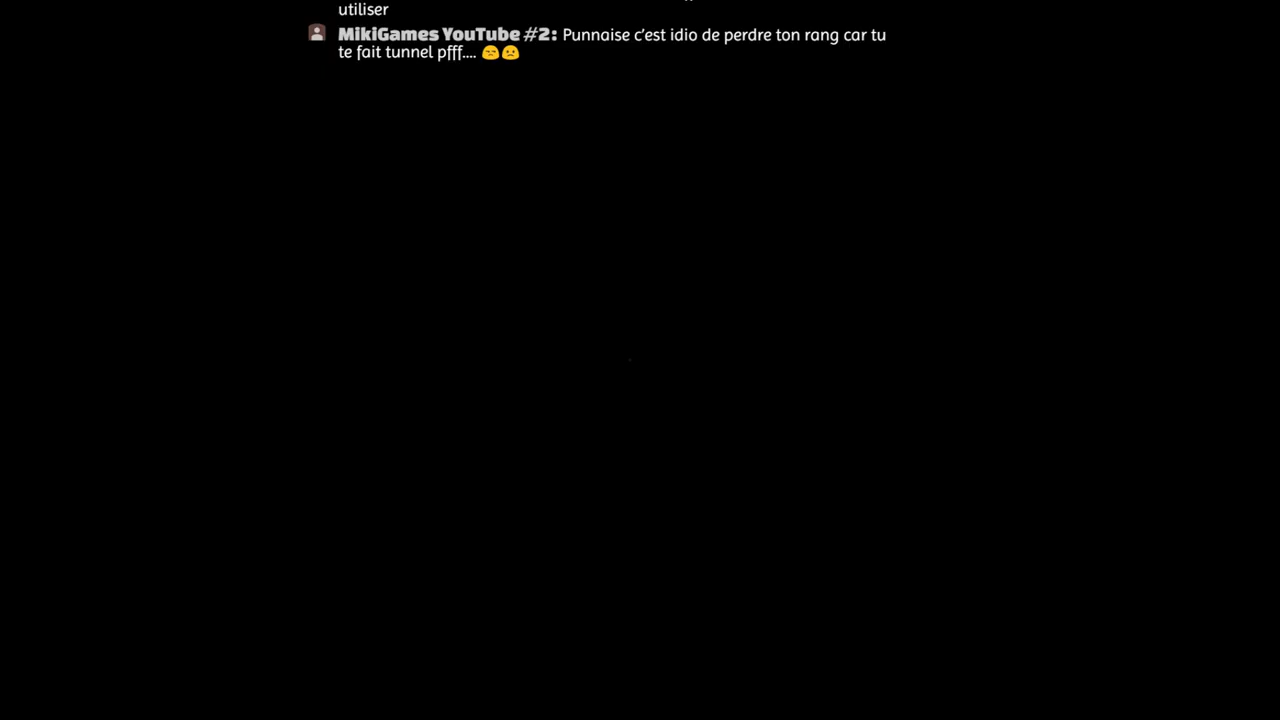 utiliser
MikiGames YouTube #2: Punnaise c'est idio de perdre ton rang car tu
te fait tunnel pfff.... 😒🙁